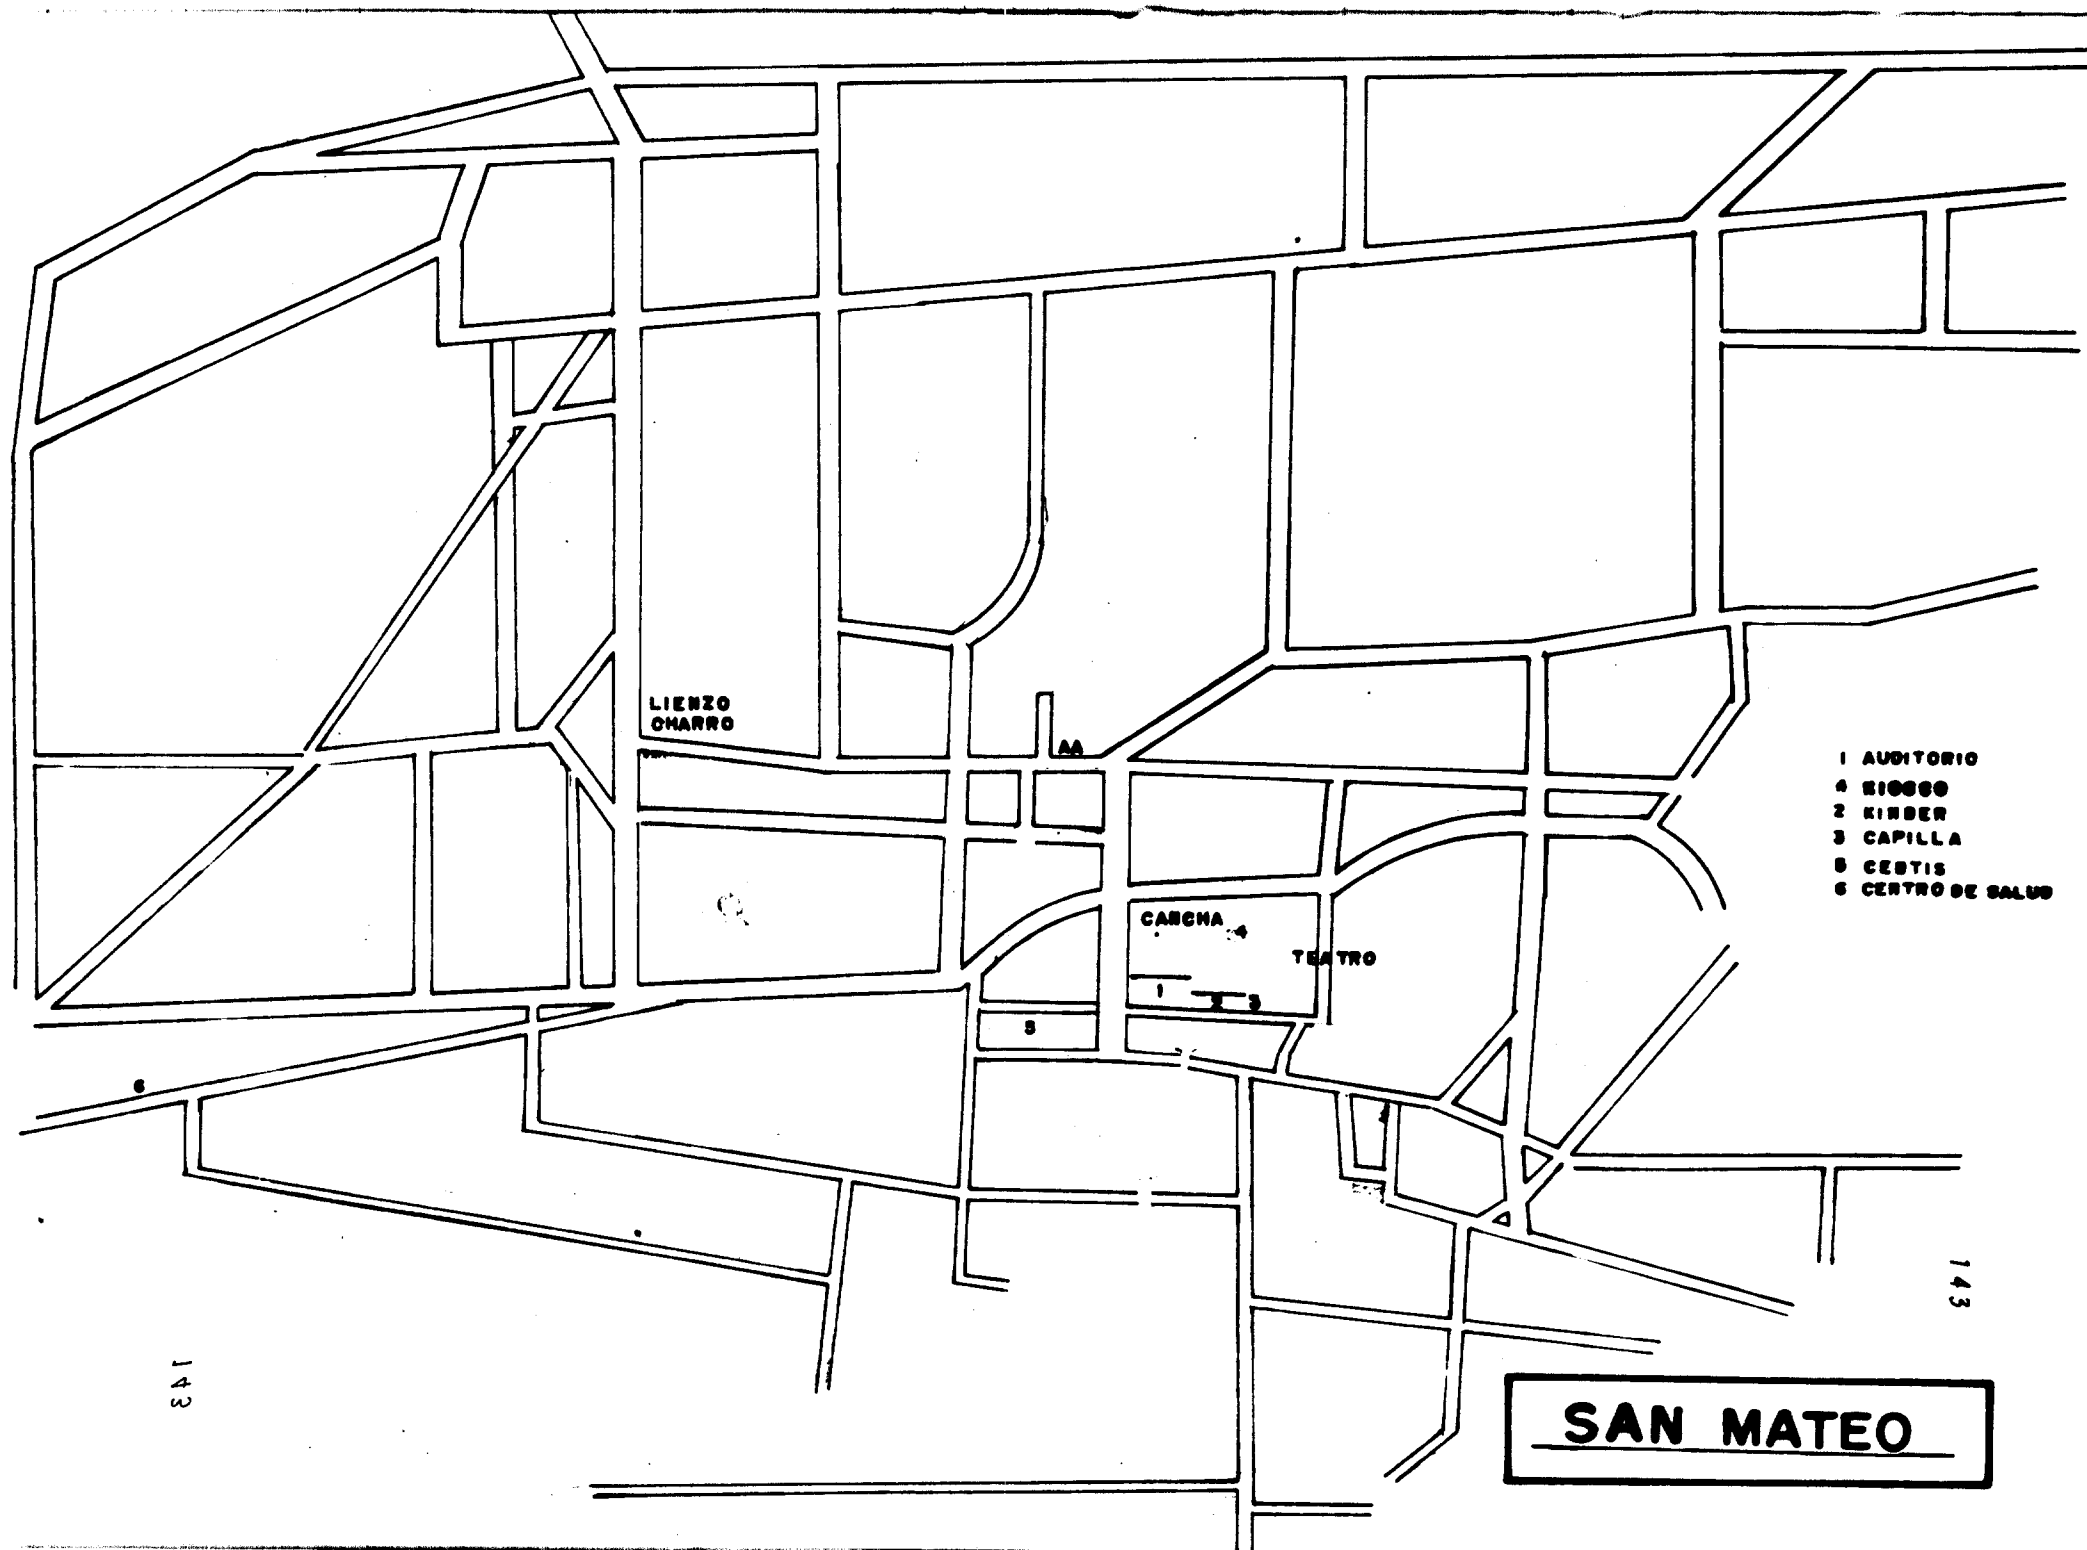 LIENZO
CHARRO
AA
1 AUDITORIO
4 KIOSCO
2 KINDER
3 CAPILLA
5 CENTIS
6 CENTRO DE SALUD
CANCHA
4
TEATRO
1
2 3
5
6
143
143
SAN MATEO